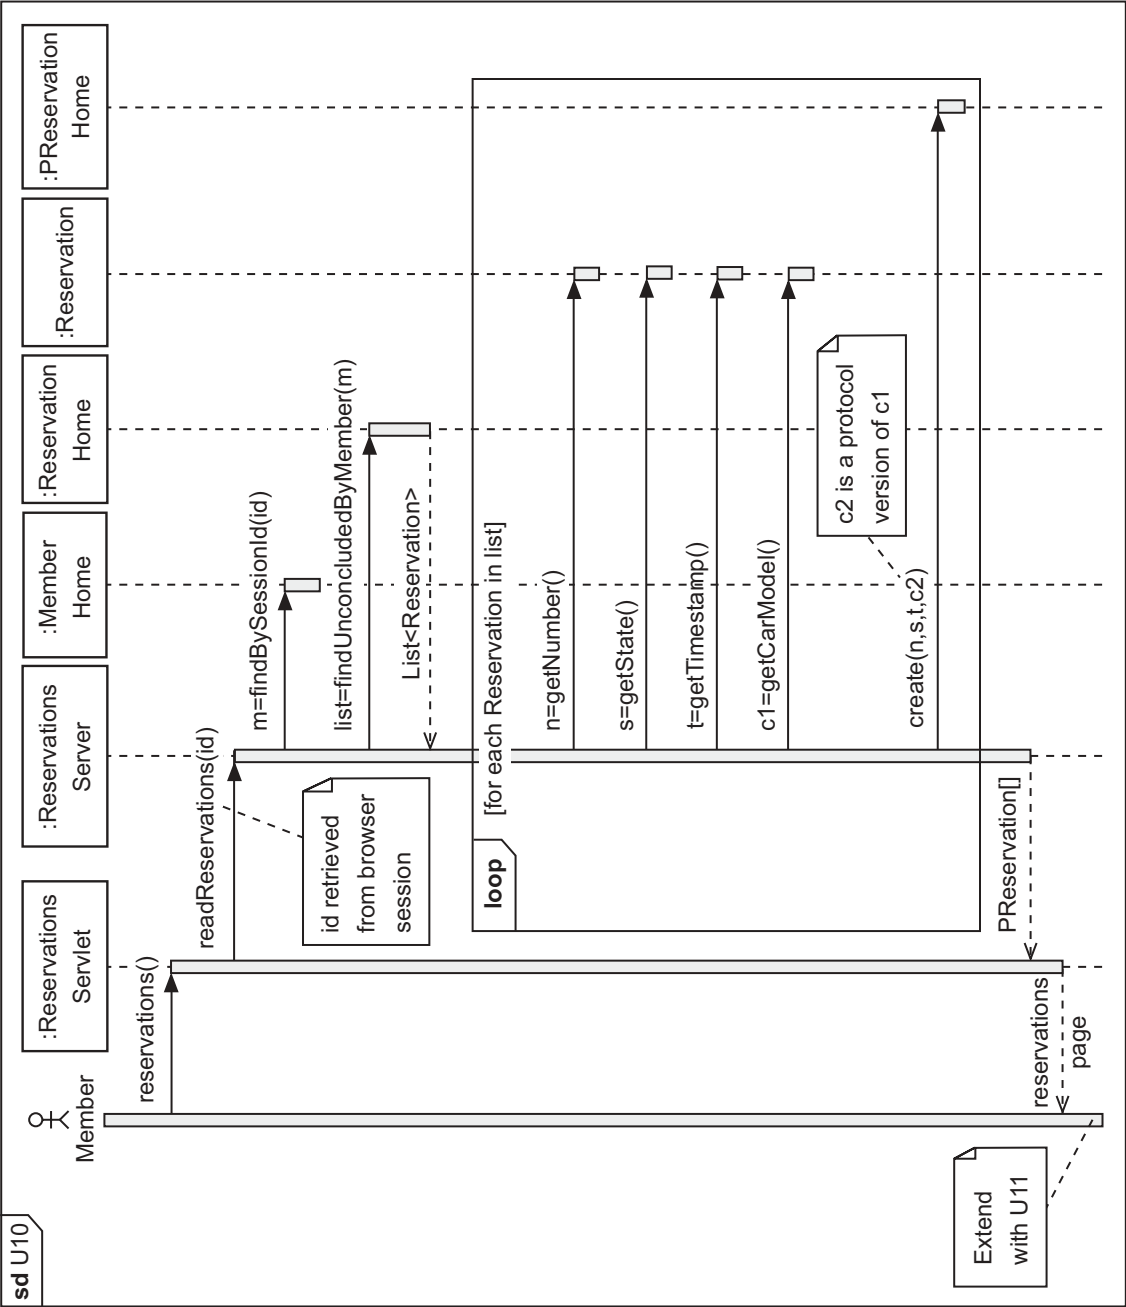 sd U10
Member
:Reservations
Servlet
:Reservations
Server
:Member
Home
:Reservation
Home
:Reservation
:PReservation
Home
reservations()
readReservations(id)
id retrieved
from browser
session
m=findBySessionId(id)
list=findUnconcludedByMember(m)
List<Reservation>
loop
[for each Reservation in list]
n=getNumber()
s=getState()
t=getTimestamp()
c1=getCarModel()
c2 is a protocol
version of c1
create(n,s,t,c2)
PReservation[]
reservations
page
Extend
with U11